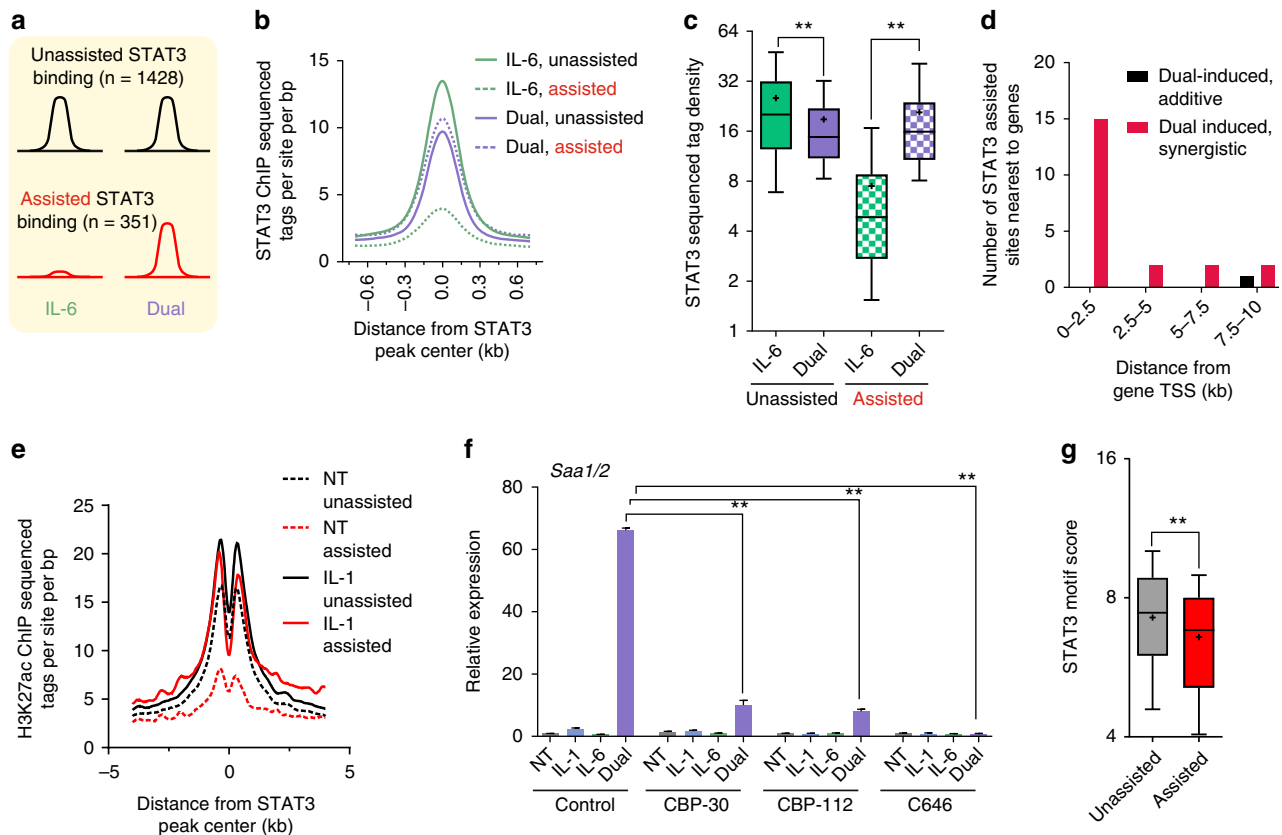 a
Unassisted STAT3
binding (n = 1428)
Assisted STAT3
binding (n = 351)
IL-6 Dual
b
STAT3 ChIP sequenced
tags per site per bp
15
10
5
0
−0.6 −0.3 0.0 0.3 0.6
Distance from STAT3
peak center (kb)
IL-6, unassisted
IL-6, assisted
Dual, unassisted
Dual, assisted
c
STAT3 sequenced tag density
64
32
16
8
4
2
1
** **
IL-6 Dual IL-6 Dual
Unassisted Assisted
d
Number of STAT3 assisted
sites nearest to genes
20
15
10
5
0
0–2.5 2.5–5 5–7.5 7.5–10
Distance from
gene TSS (kb)
Dual-induced,
additive
Dual induced,
synergistic
e
H3K27ac ChIP sequenced
tags per site per bp
25
20
15
10
5
0
−5 0 5
Distance from STAT3
peak center (kb)
NT
unassisted
NT
assisted
IL-1
unassisted
IL-1
assisted
f
Saa1/2
Relative expression
80
60
40
20
0
** ** **
NT IL-1 IL-6 Dual NT IL-1 IL-6 Dual NT IL-1 IL-6 Dual NT IL-1 IL-6 Dual
Control CBP-30 CBP-112 C646
g
STAT3 motif score
16
8
4
**
Unassisted Assisted